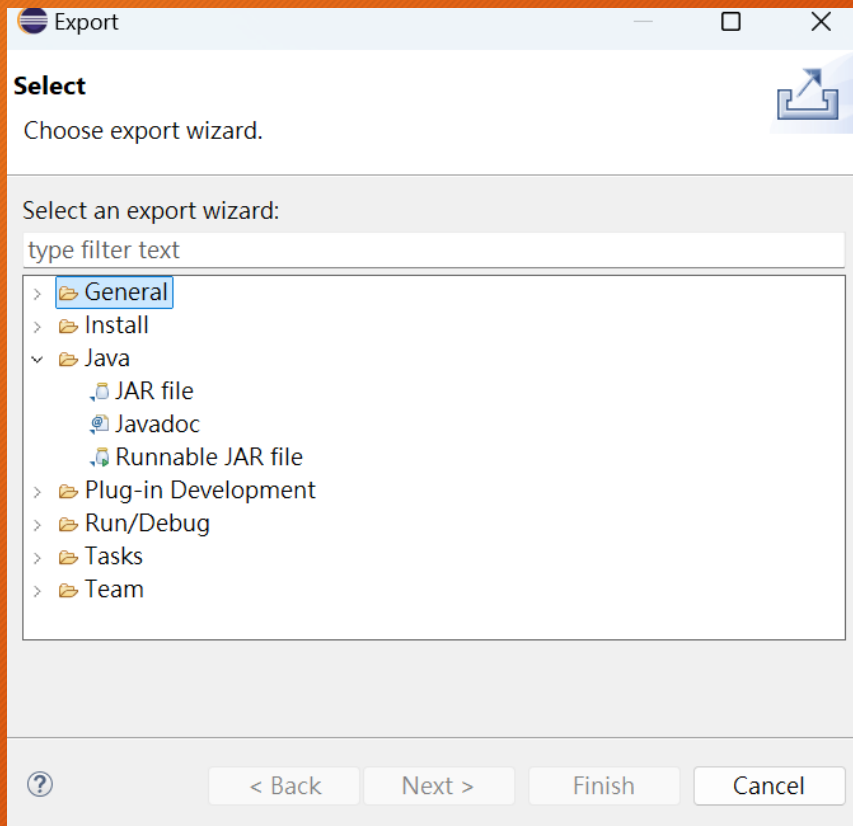 Export
Select
Choose export wizard.
Select an export wizard:
type filter text
General
Install
Java
JAR file
Javadoc
Runnable JAR file
Plug-in Development
Run/Debug
Tasks
Team
? < Back Next > Finish Cancel